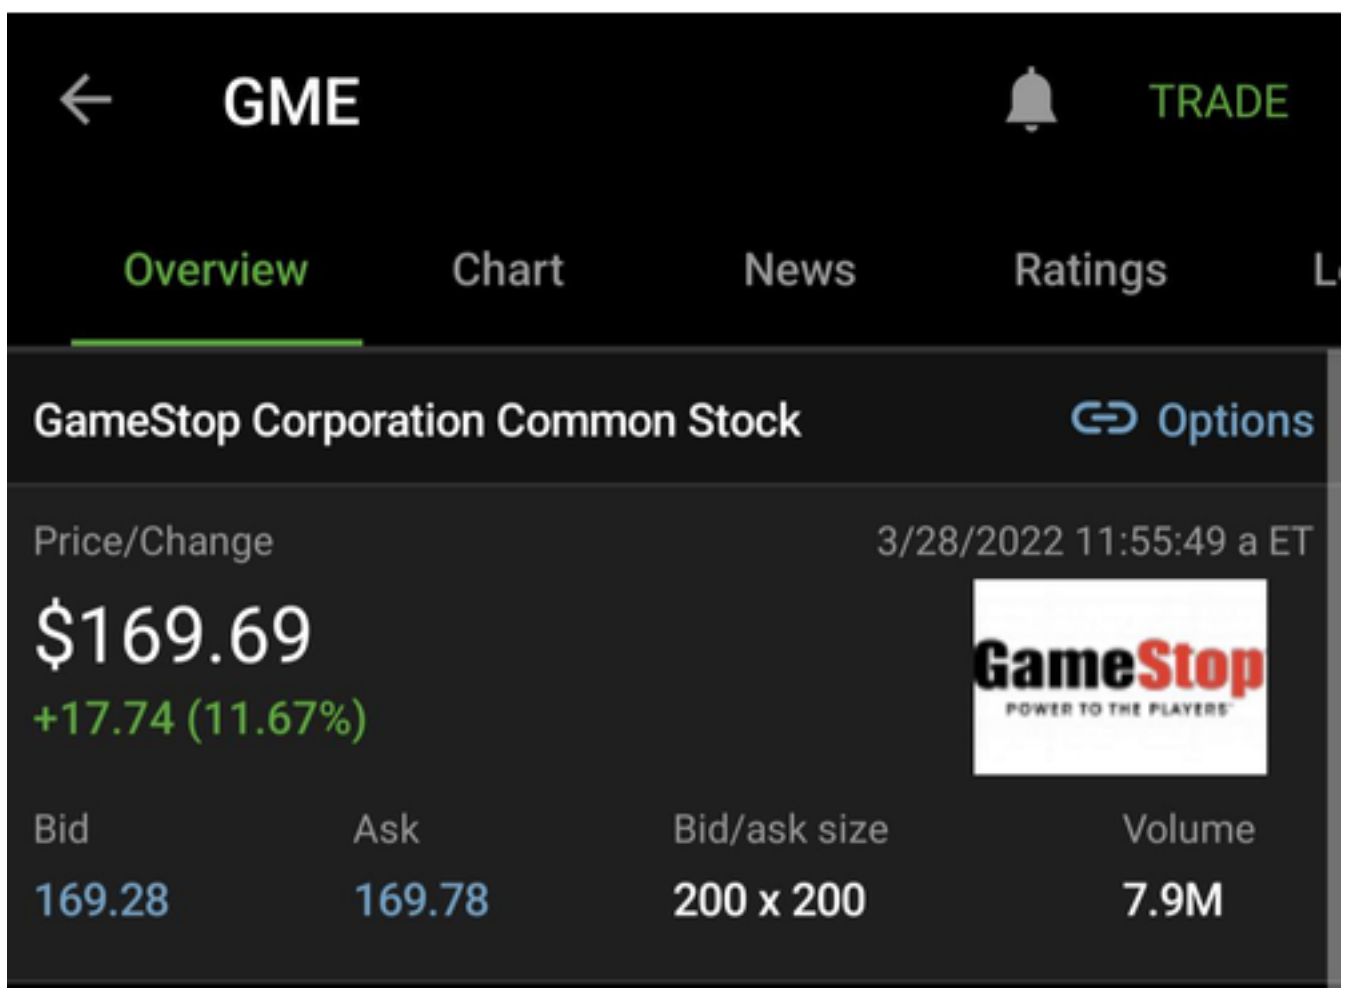 GME TRADE
Overview Chart News Ratings L
GameStop Corporation Common Stock Options
Price/Change 3/28/2022 11:55:49 a ET
$169.69
+17.74 (11.67%)
GameStop
POWER TO THE PLAYERS
Bid Ask Bid/ask size Volume
169.28 169.78 200 x 200 7.9M